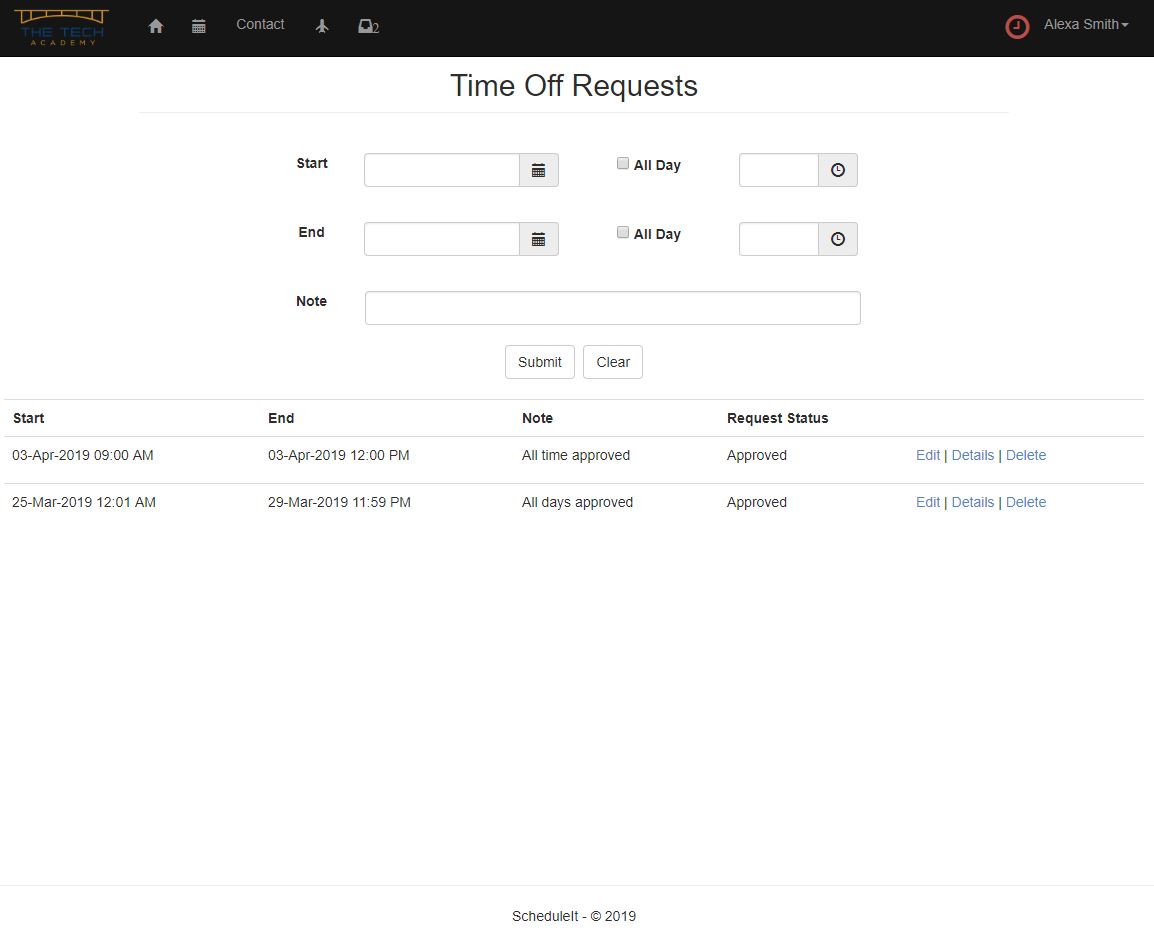 THE TECH
ACADEMY
Contact
2
Alexa Smith
Time Off Requests
Start
All Day
End
All Day
Note
Submit Clear
Start End Note Request Status
03-Apr-2019 09:00 AM 03-Apr-2019 12:00 PM All time approved Approved Edit | Details | Delete
25-Mar-2019 12:01 AM 29-Mar-2019 11:59 PM All days approved Approved Edit | Details | Delete
ScheduleIt - © 2019